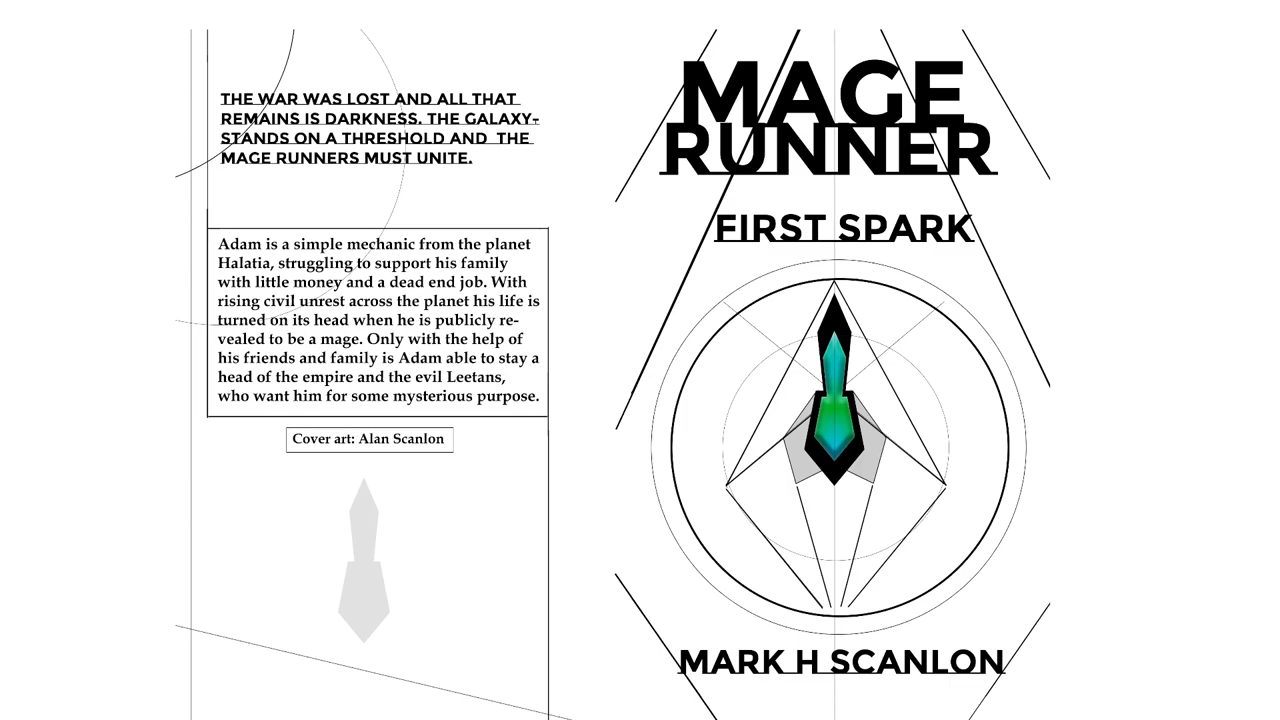 THE WAR WAS LOST AND ALL THAT
REMAINS IS DARKNESS. THE GALAXY-
STANDS ON A THRESHOLD AND THE
MAGE RUNNERS MUST UNITE.
Adam is a simple mechanic from the planet
Halatia, struggling to support his family
with little money and a dead end job. With
rising civil unrest across the planet his life is
turned on its head when he is publicly re-
vealed to be a mage. Only with the help of
his friends and family is Adam able to stay a
head of the empire and the evil Leetans,
who want him for some mysterious purpose.
Cover art: Alan Scanlon
MAGE
RUNNER
FIRST SPARK
MARK H SCANLON